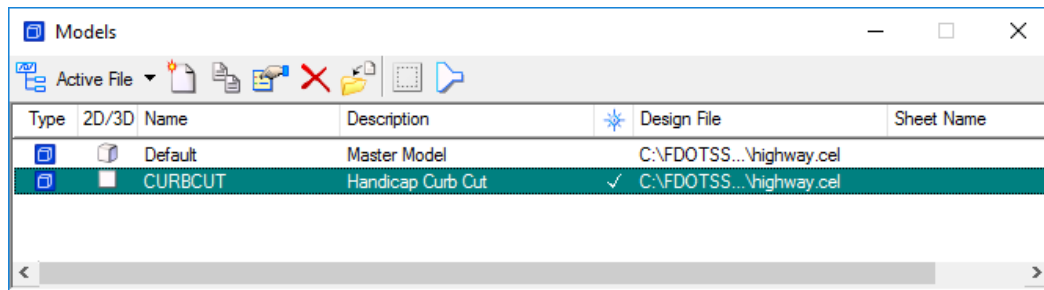 Models
Active File
Type 2D/3D Name Description Design File Sheet Name
Default Master Model C:\FDOTSS...\highway.cel
CURBCUT Handicap Curb Cut C:\FDOTSS...\highway.cel